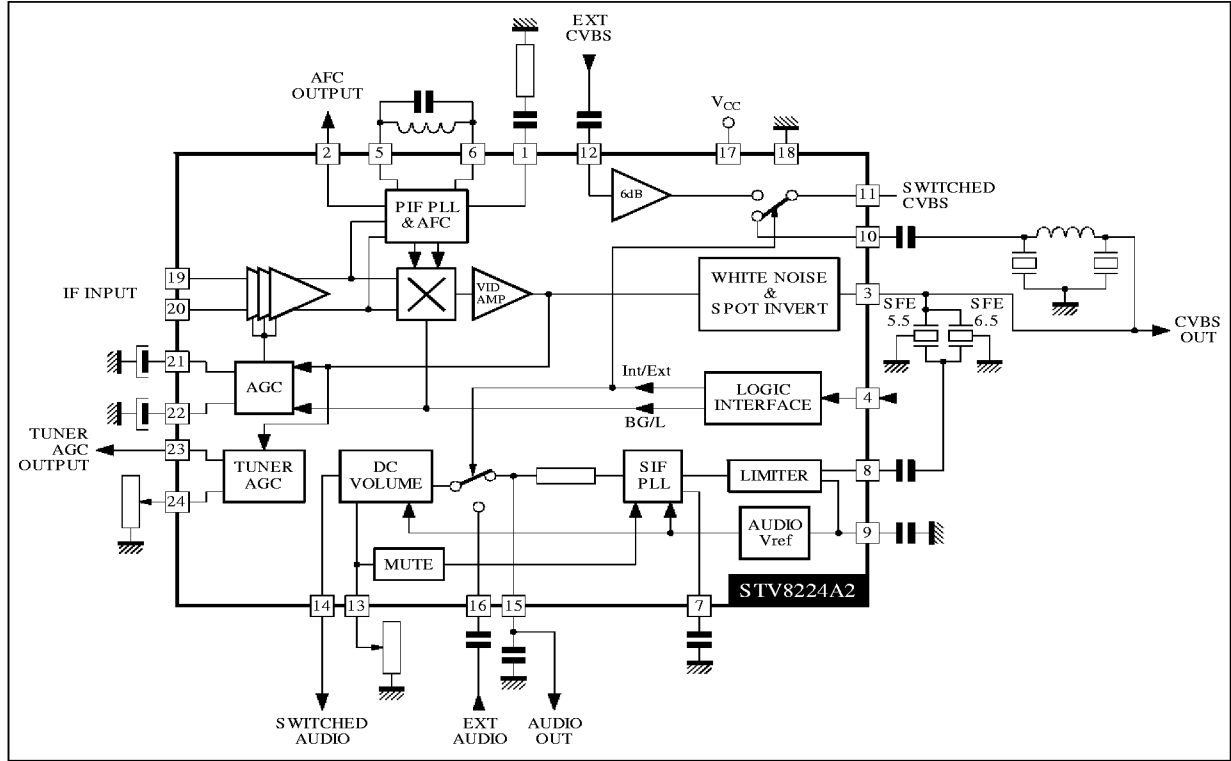 EXT
CVBS
AFC
OUTPUT
VCC
2
5
6
1
12
17
18
6dB
11
SWITCHED
CVBS
PIF PLL
& AFC
10
19
IF INPUT
20
VID
AMP
WHITE NOISE
&
SPOT INVERT
3
SFE
5.5
SFE
6.5
CVBS
OUT
21
AGC
Int/Ext
LOGIC
INTERFACE
4
22
BG/L
TUNER
AGC
OUTPUT
23
TUNER
AGC
DC
VOLUME
SIF
PLL
LIMITER
8
24
AUDIO
Vref
9
MUTE
STV8224A2
14
13
16
15
7
SWITCHED
AUDIO
EXT
AUDIO
AUDIO
OUT